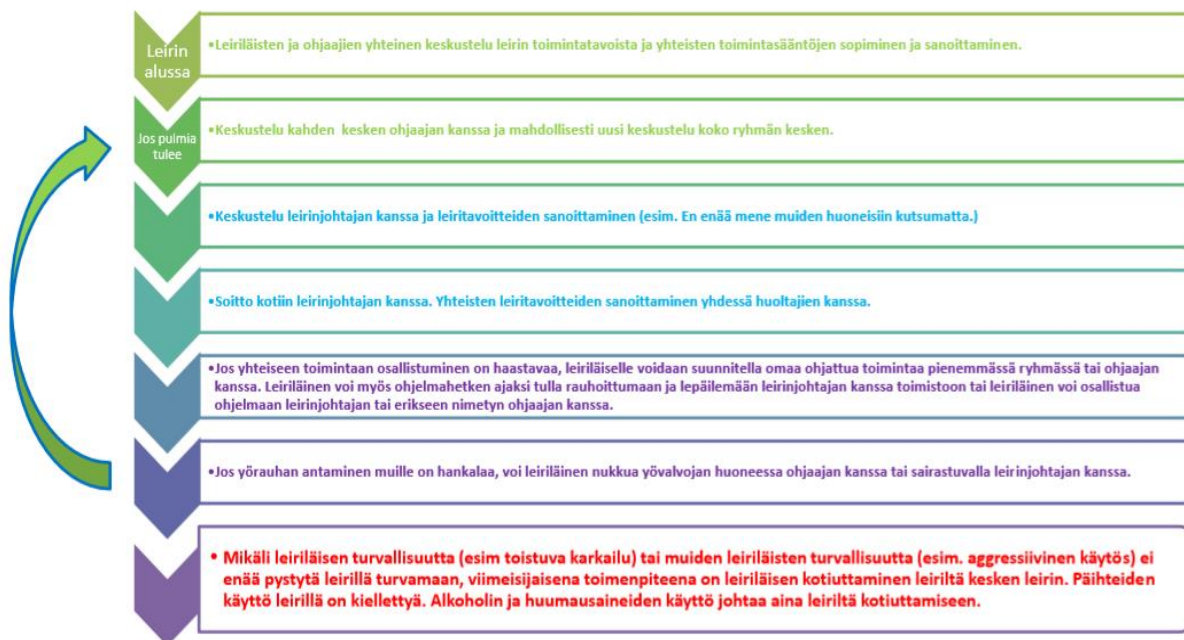 Leirin
alussa
•Leiriläisten ja ohjaajien yhteinen keskustelu leirin toimintatavoista ja yhteisten toimintasääntöjen sopiminen ja sanoittaminen.
Jos pulmia
tulee
•Keskustelu kahden kesken ohjaajan kanssa ja mahdollisesti uusi keskustelu koko ryhmän kesken.
•Keskustelu leirinjohtajan kanssa ja leiritavoitteiden sanoittaminen (esim. En enää mene muiden huoneisiin kutsumatta.)
•Soitto kotiin leirinjohtajan kanssa. Yhteisten leiritavoitteiden sanoittaminen yhdessä huoltajien kanssa.
•Jos yhteiseen toimintaan osallistuminen on haastavaa, leiriläiselle voidaan suunnitella omaa ohjattua toimintaa pienemmässä ryhmässä tai ohjaajan
kanssa. Leiriläinen voi myös ohjelmahetken ajaksi tulla rauhoittumaan ja lepäilemään leirinjohtajan kanssa toimistoon tai leiriläinen voi osallistua
ohjelmaan leirinjohtajan tai erikseen nimetyn ohjaajan kanssa.
•Jos yörauhan antaminen muille on hankalaa, voi leiriläinen nukkua yövalvojan huoneessa ohjaajan kanssa tai sairastuvalla leirinjohtajan kanssa.
• Mikäli leiriläisen turvallisuutta (esim toistuva karkailu) tai muiden leiriläisten turvallisuutta (esim. aggressiivinen käytös) ei
enää pystytä leirillä turvamaan, viimeisijaisena toimenpiteena on leiriläisen kotiuttaminen leiriltä kesken leirin. Päihteiden
käyttö leirillä on kiellettyä. Alkoholin ja huumausaineiden käyttö johtaa aina leiriltä kotiuttamiseen.